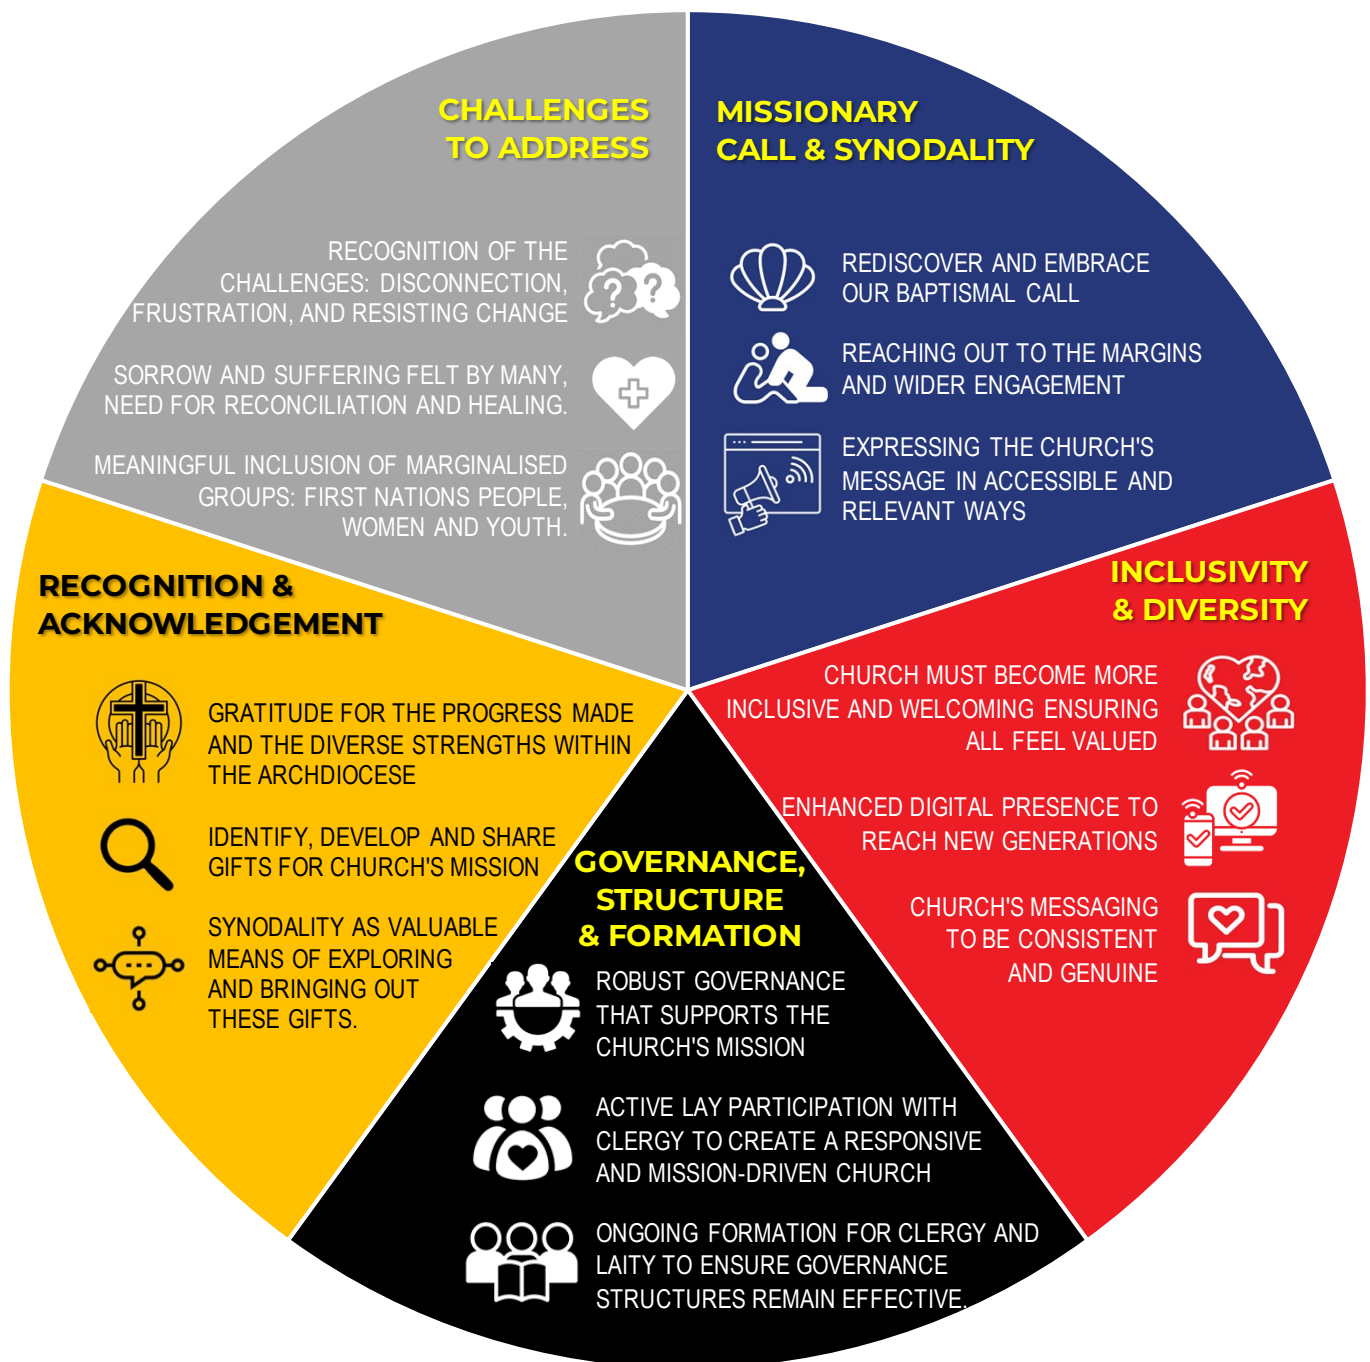 CHALLENGES
TO ADDRESS
RECOGNITION OF THE
CHALLENGES: DISCONNECTION,
FRUSTRATION, AND RESISTING CHANGE
SORROW AND SUFFERING FELT BY MANY,
NEED FOR RECONCILIATION AND HEALING.
MEANINGFUL INCLUSION OF MARGINALISED
GROUPS: FIRST NATIONS PEOPLE,
WOMEN AND YOUTH.
MISSIONARY
CALL & SYNODALITY
REDISCOVER AND EMBRACE
OUR BAPTISMAL CALL
REACHING OUT TO THE MARGINS
AND WIDER ENGAGEMENT
EXPRESSING THE CHURCH'S
MESSAGE IN ACCESSIBLE AND
RELEVANT WAYS
INCLUSIVITY
& DIVERSITY
CHURCH MUST BECOME MORE
INCLUSIVE AND WELCOMING ENSURING
ALL FEEL VALUED
ENHANCED DIGITAL PRESENCE TO
REACH NEW GENERATIONS
CHURCH'S MESSAGING
TO BE CONSISTENT
AND GENUINE
RECOGNITION &
ACKNOWLEDGEMENT
GRATITUDE FOR THE PROGRESS MADE
AND THE DIVERSE STRENGTHS WITHIN
THE ARCHDIOCESE
IDENTIFY, DEVELOP AND SHARE
GIFTS FOR CHURCH'S MISSION
SYNODALITY AS VALUABLE
MEANS OF EXPLORING
AND BRINGING OUT
THESE GIFTS.
GOVERNANCE,
STRUCTURE
& FORMATION
ROBUST GOVERNANCE
THAT SUPPORTS THE
CHURCH'S MISSION
ACTIVE LAY PARTICIPATION WITH
CLERGY TO CREATE A RESPONSIVE
AND MISSION-DRIVEN CHURCH
ONGOING FORMATION FOR CLERGY AND
LAITY TO ENSURE GOVERNANCE
STRUCTURES REMAIN EFFECTIVE.